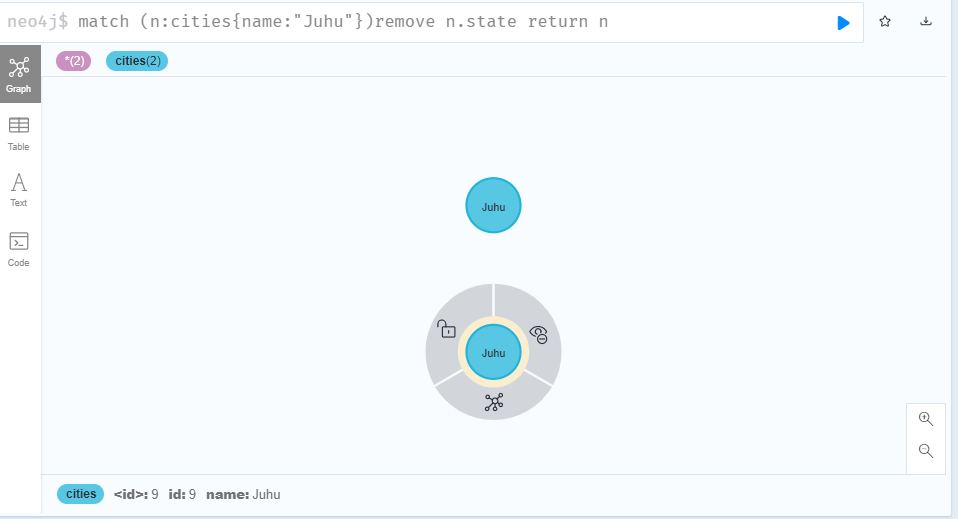 neo4j$ match (n:cities{name:"Juhu"})remove n.state return n
*(2) cities(2)
Graph
Table
Text
Code
Juhu
Juhu
cities <id>: 9 id: 9 name: Juhu